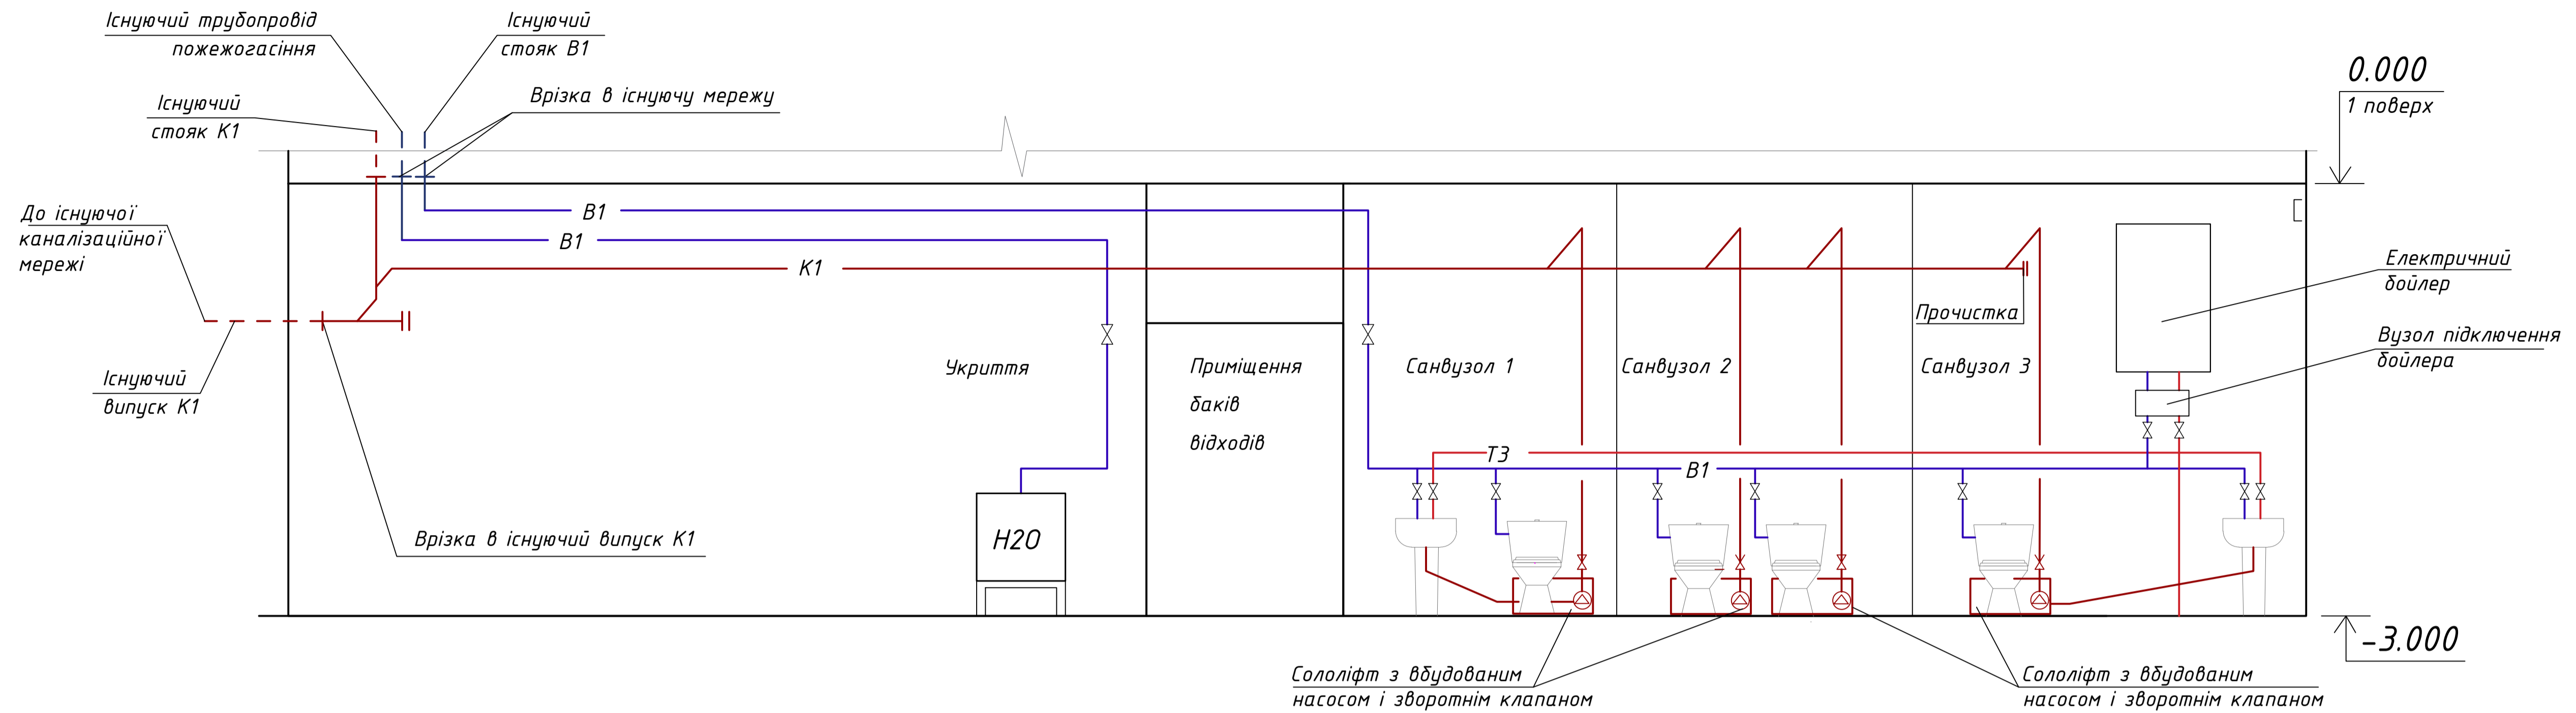 Існуючий трубопровід
пожежогасіння
Існуючий
стояк В1
Існуючий
стояк К1
Врізка в існуючу мережу
0.000
1 поверх
До існуючої
каналізаційної
мережі
В1
В1
К1
Існуючий
випуск К1
Врізка в існуючий випуск К1
Укриття
Н2О
Приміщення
баків
відходів
Санвузол 1
Санвузол 2
Санвузол 3
Прочистка
Електричний
бойлер
Вузол підключення
бойлера
Т3
В1
-3.000
Сололіфт з вбудованим
насосом і зворотнім клапаном
Сололіфт з вбудованим
насосом і зворотнім клапаном